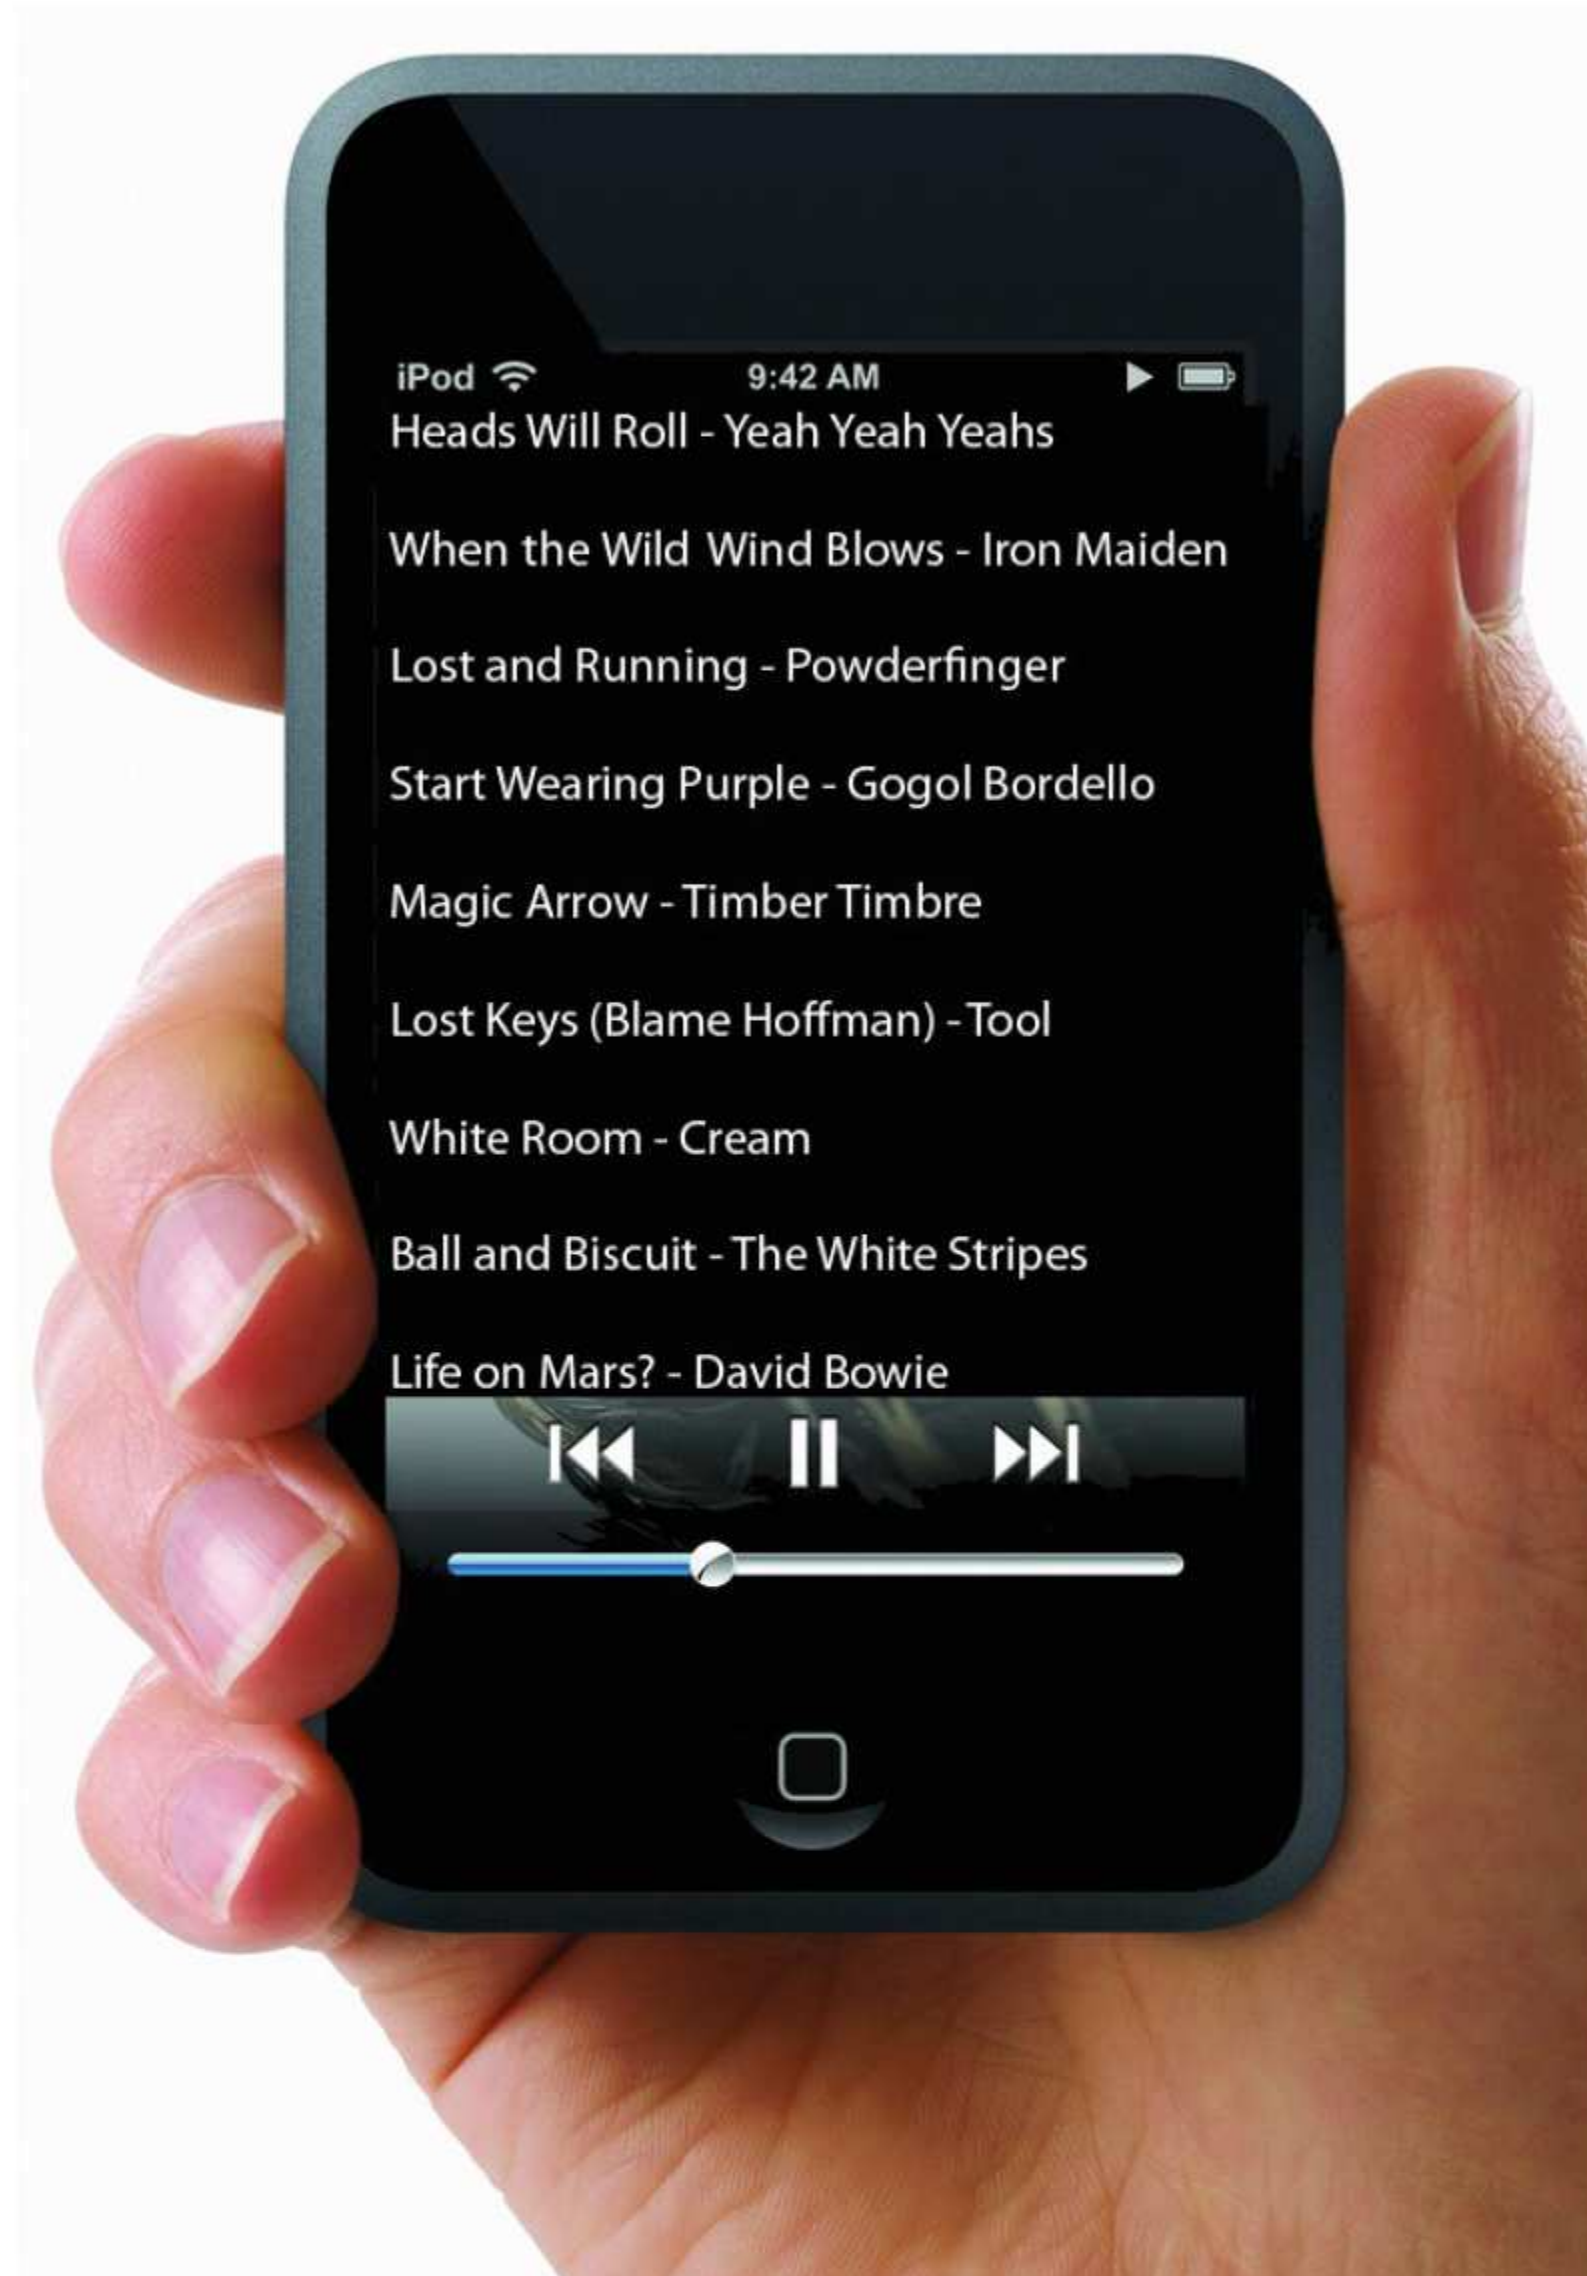 iPod 9:42 AM
Heads Will Roll - Yeah Yeah Yeahs
When the Wild Wind Blows - Iron Maiden
Lost and Running - Powderfinger
Start Wearing Purple - Gogol Bordello
Magic Arrow - Timber Timbre
Lost Keys (Blame Hoffman) - Tool
White Room - Cream
Ball and Biscuit - The White Stripes
Life on Mars? - David Bowie